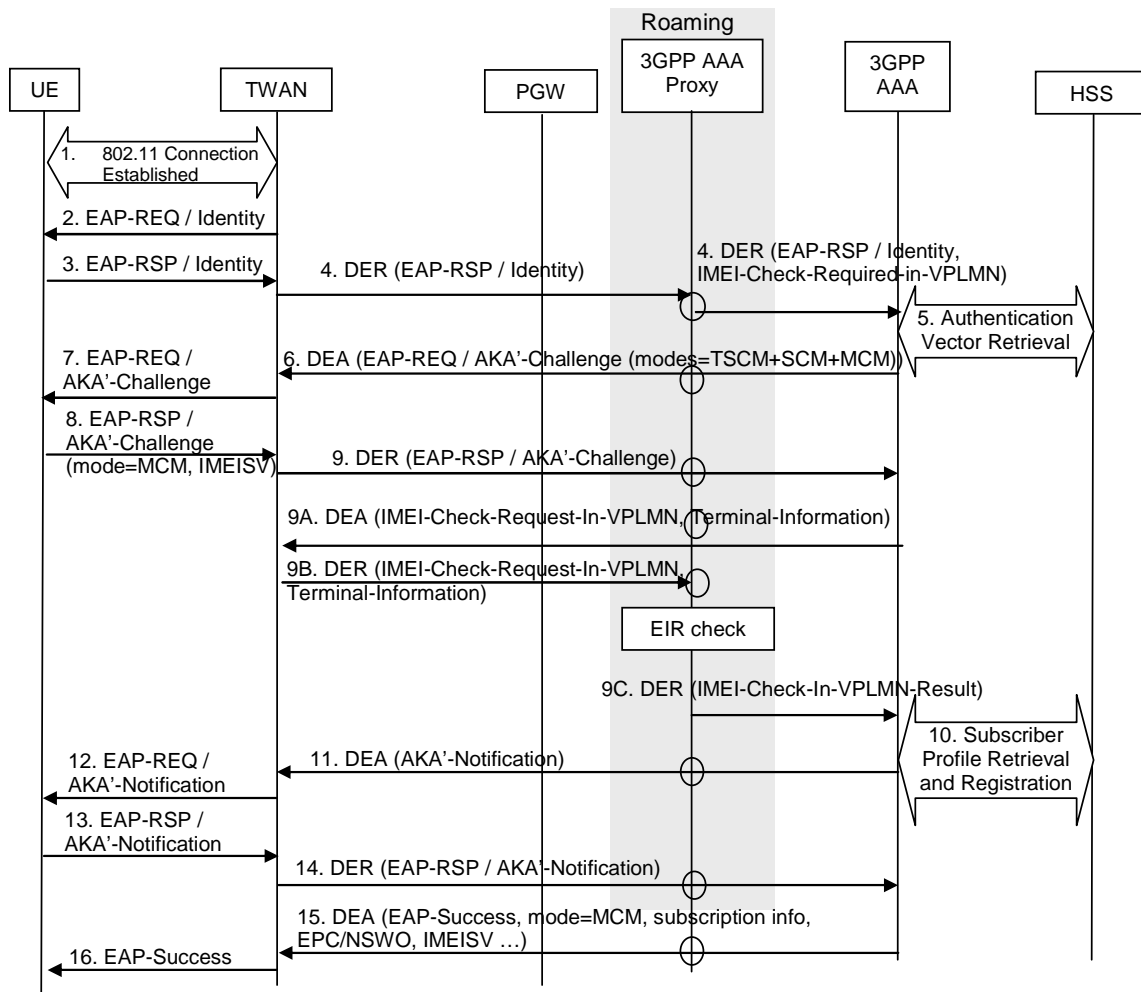 Roaming
UE
TWAN
PGW
3GPP AAA
Proxy
3GPP
AAA
HSS
1. 802.11 Connection
Established
2. EAP-REQ / Identity
3. EAP-RSP / Identity
4. DER (EAP-RSP / Identity)
4. DER (EAP-RSP / Identity,
IMEI-Check-Required-in-VPLMN)
5. Authentication
Vector Retrieval
6. DEA (EAP-REQ / AKA'-Challenge (modes=TSCM+SCM+MCM))
7. EAP-REQ /
AKA'-Challenge
8. EAP-RSP /
AKA'-Challenge
(mode=MCM, IMEISV)
9. DER (EAP-RSP / AKA'-Challenge)
9A. DEA (IMEI-Check-Request-In-VPLMN, Terminal-Information)
9B. DER (IMEI-Check-Request-In-VPLMN,
Terminal-Information)
EIR check
9C. DER (IMEI-Check-In-VPLMN-Result)
10. Subscriber
Profile Retrieval
and Registration
11. DEA (AKA'-Notification)
12. EAP-REQ /
AKA'-Notification
13. EAP-RSP /
AKA'-Notification
14. DER (EAP-RSP / AKA'-Notification)
15. DEA (EAP-Success, mode=MCM, subscription info,
EPC/NSWO, IMEISV …)
16. EAP-Success